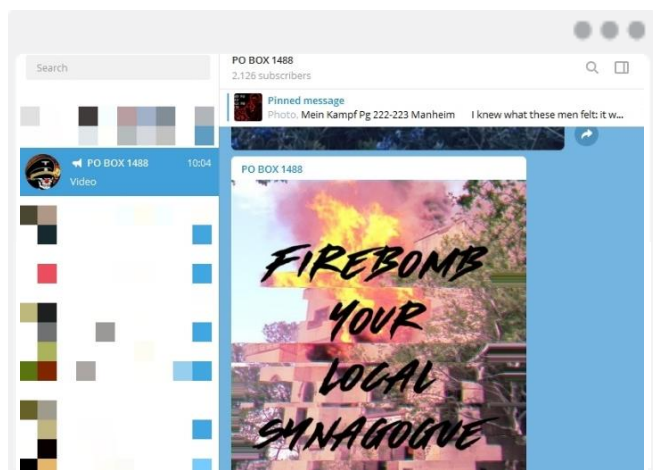 Search
PO BOX 1488
2.126 subscribers
Pinned message
Photo, Mein Kampf Pg 222-223 Manheim I knew what these men felt: it w...
PO BOX 1488 10:04
Video
PO BOX 1488
FIREBOMB
YOUR
LOCAL
SYNAGOGUE